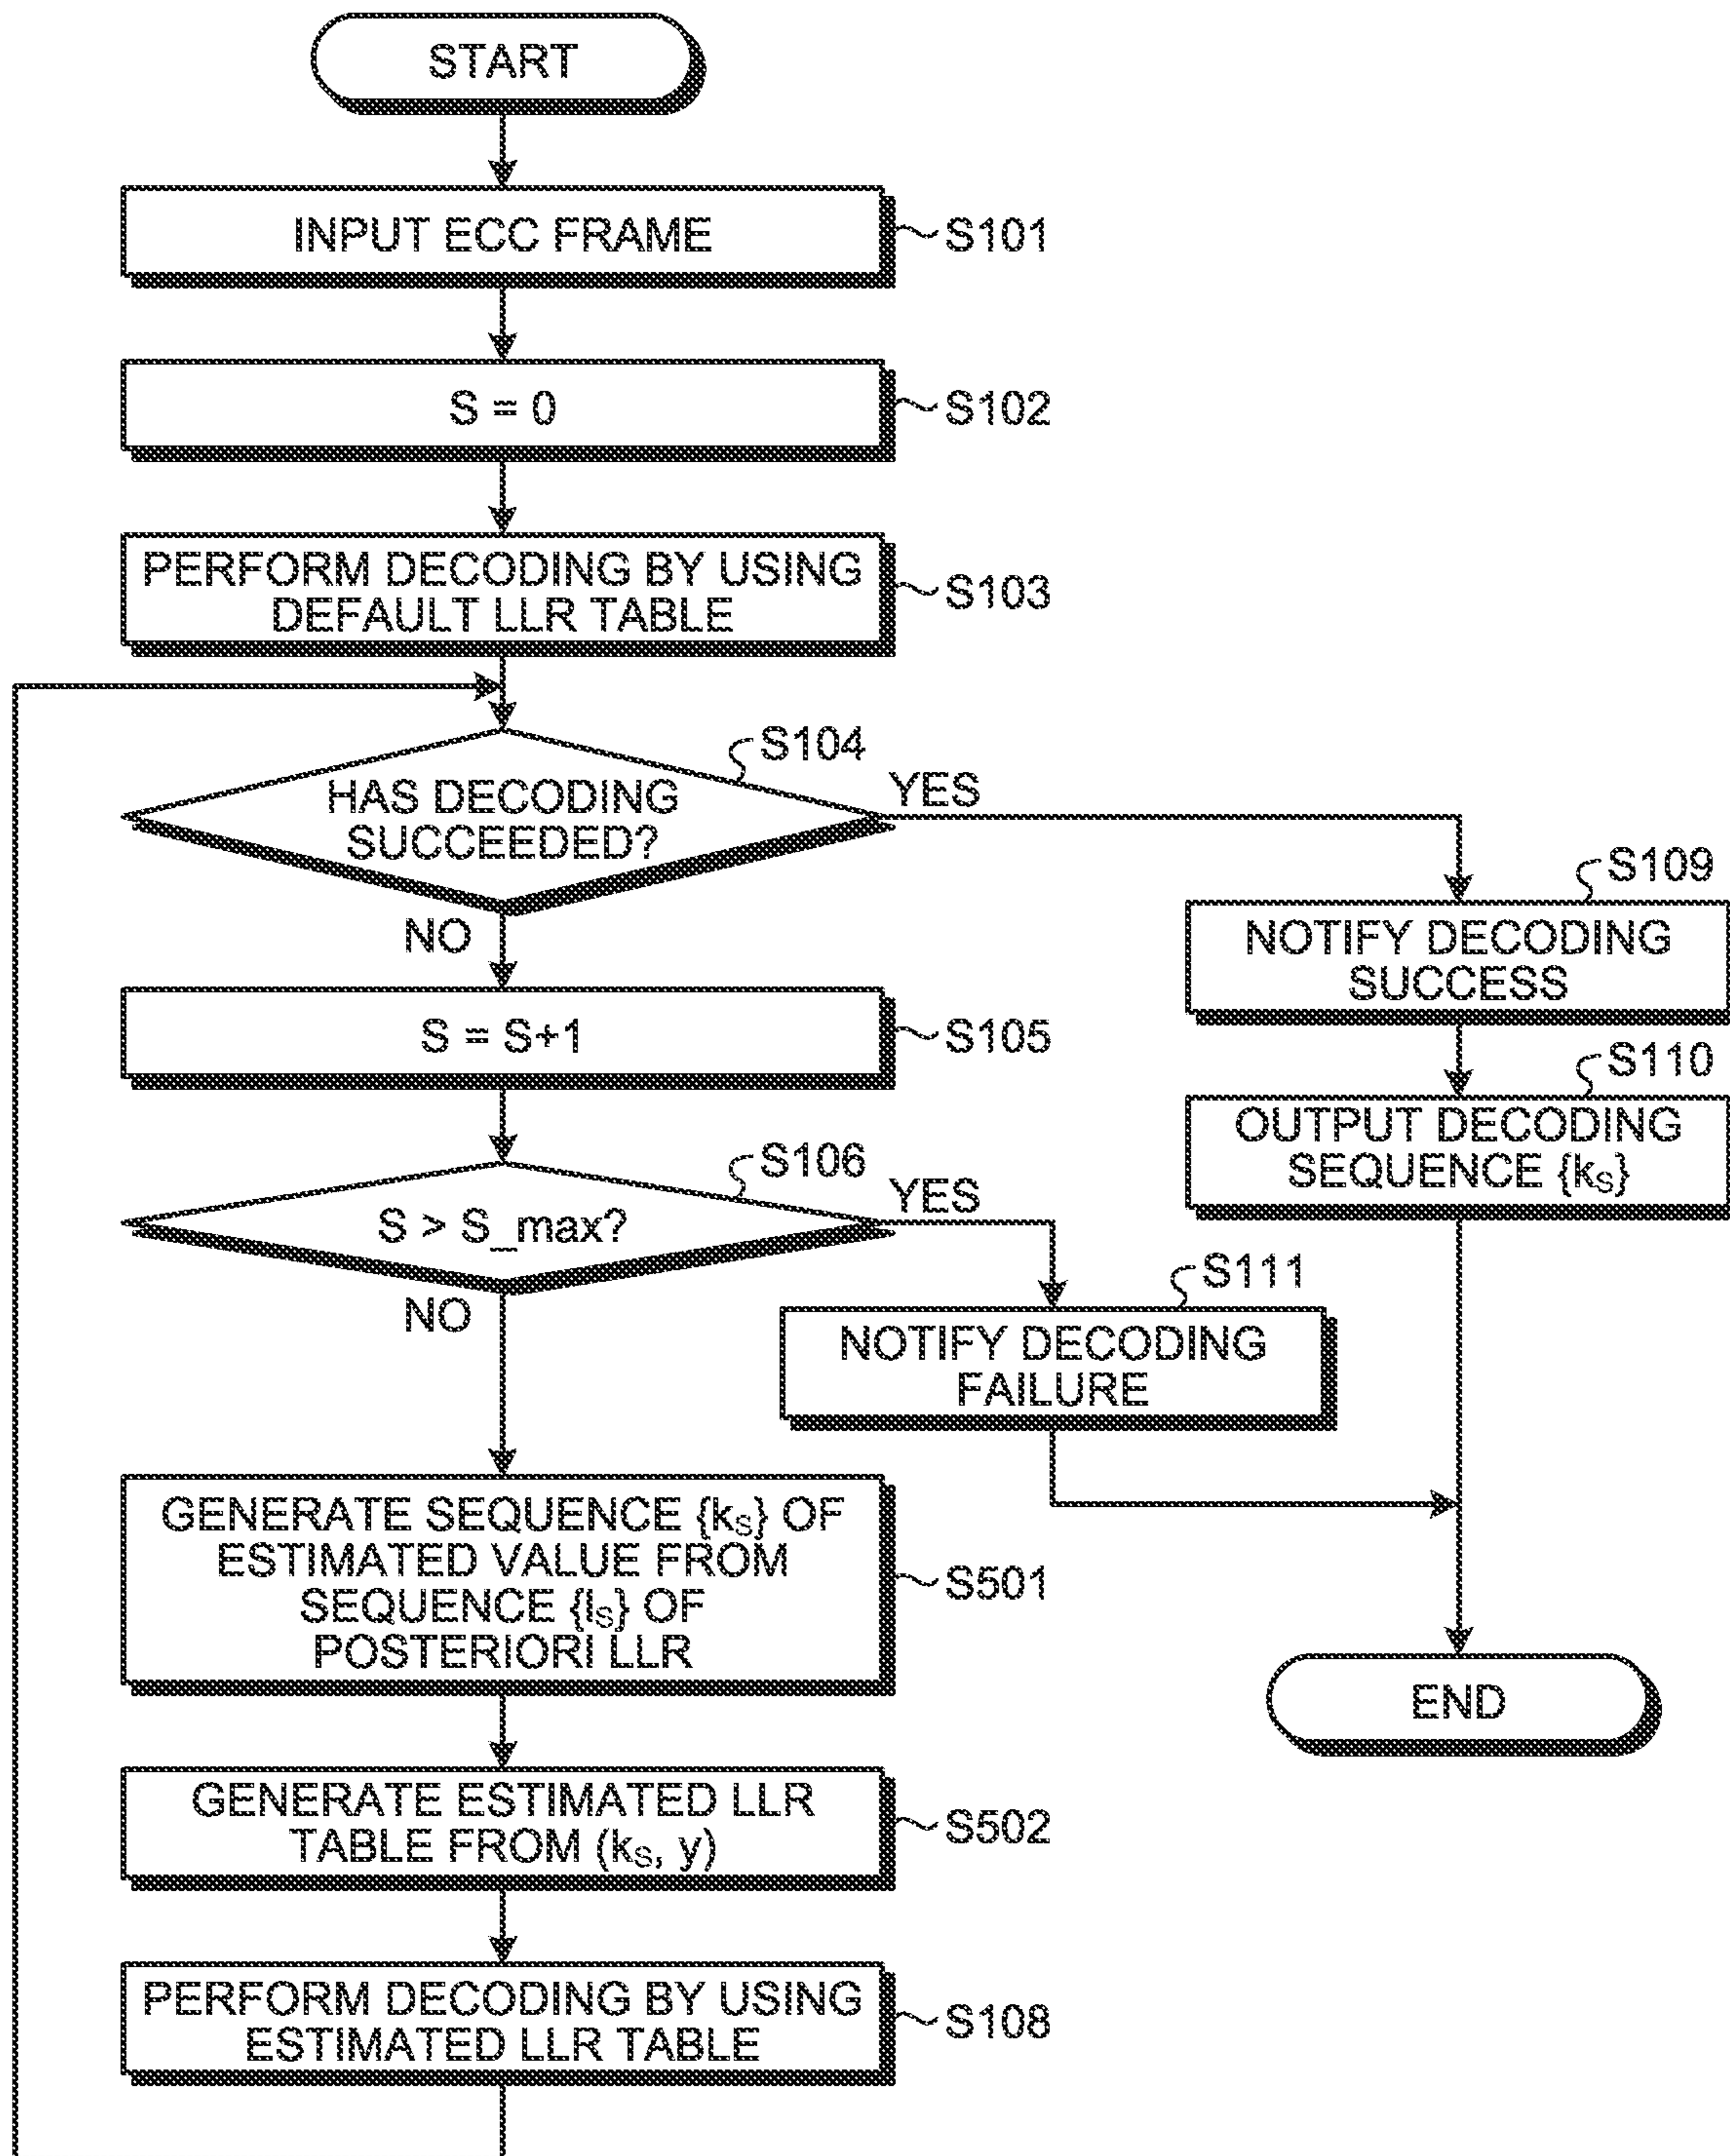 START
INPUT ECC FRAME
S101
S = 0
S102
PERFORM DECODING BY USING
DEFAULT LLR TABLE
S103
S104
HAS DECODING
SUCCEEDED?
YES
NO
S109
NOTIFY DECODING
SUCCESS
S = S+1
S105
S110
OUTPUT DECODING
SEQUENCE {kS}
S106
S > S_max?
YES
NO
S111
NOTIFY DECODING
FAILURE
GENERATE SEQUENCE {kS} OF
ESTIMATED VALUE FROM
SEQUENCE {lS} OF
POSTERIORI LLR
S501
END
GENERATE ESTIMATED LLR
TABLE FROM (kS, y)
S502
PERFORM DECODING BY USING
ESTIMATED LLR TABLE
S108